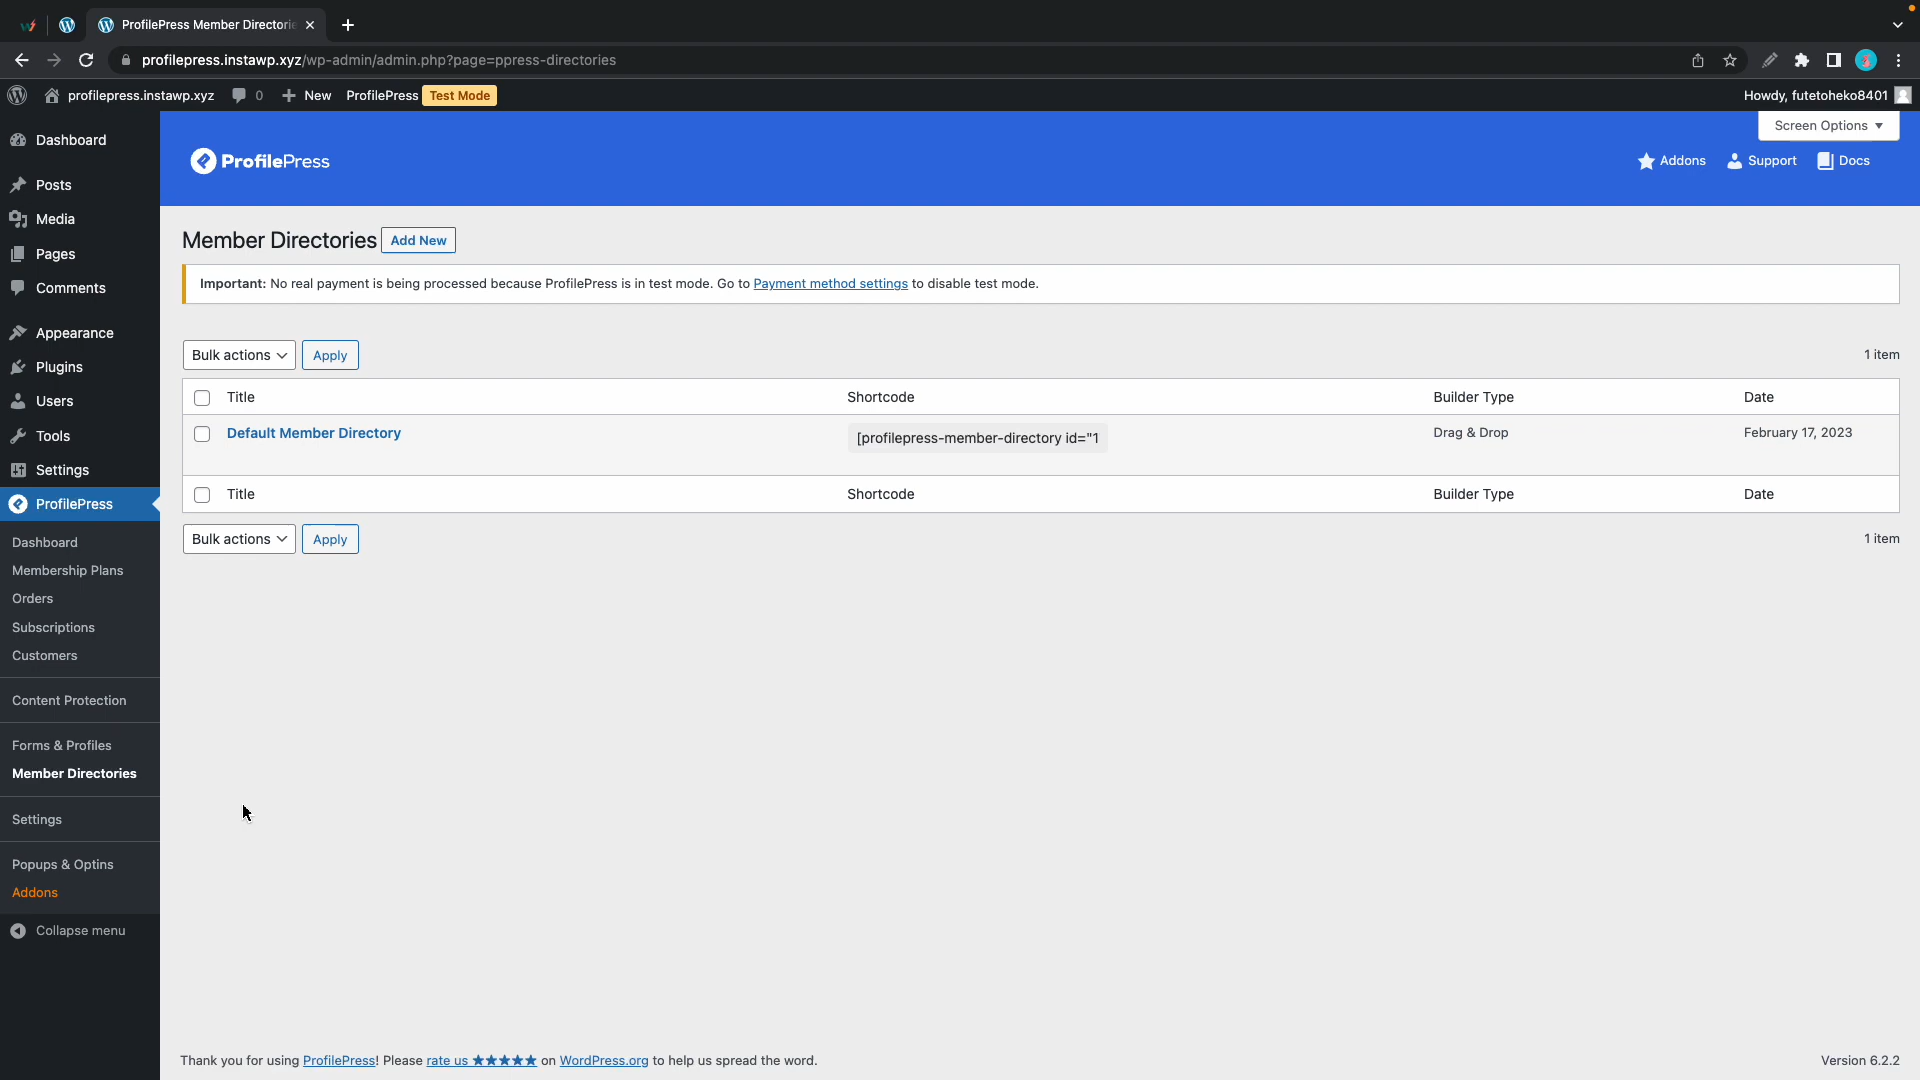 ProfilePress Member Directorie
profilepress.instawp.xyz/wp-admin/admin.php?page=ppress-directories
profilepress.instawp.xyz 0 New ProfilePress Test Mode Howdy, futetoheko8401
Screen Options
ProfilePress Addons Support Docs
Dashboard
Posts
Media
Pages
Comments
Appearance
Plugins
Users
Tools
Settings
ProfilePress
Dashboard
Membership Plans
Orders
Subscriptions
Customers
Content Protection
Forms & Profiles
Member Directories
Settings
Popups & Optins
Addons
Collapse menu
Member Directories Add New
Important: No real payment is being processed because ProfilePress is in test mode. Go to Payment method settings to disable test mode.
Bulk actions Apply 1 item
Title Shortcode Builder Type Date
Default Member Directory [profilepress-member-directory id="1 Drag & Drop February 17, 2023
Title Shortcode Builder Type Date
Bulk actions Apply 1 item
Thank you for using ProfilePress! Please rate us ★★★★★ on WordPress.org to help us spread the word. Version 6.2.2